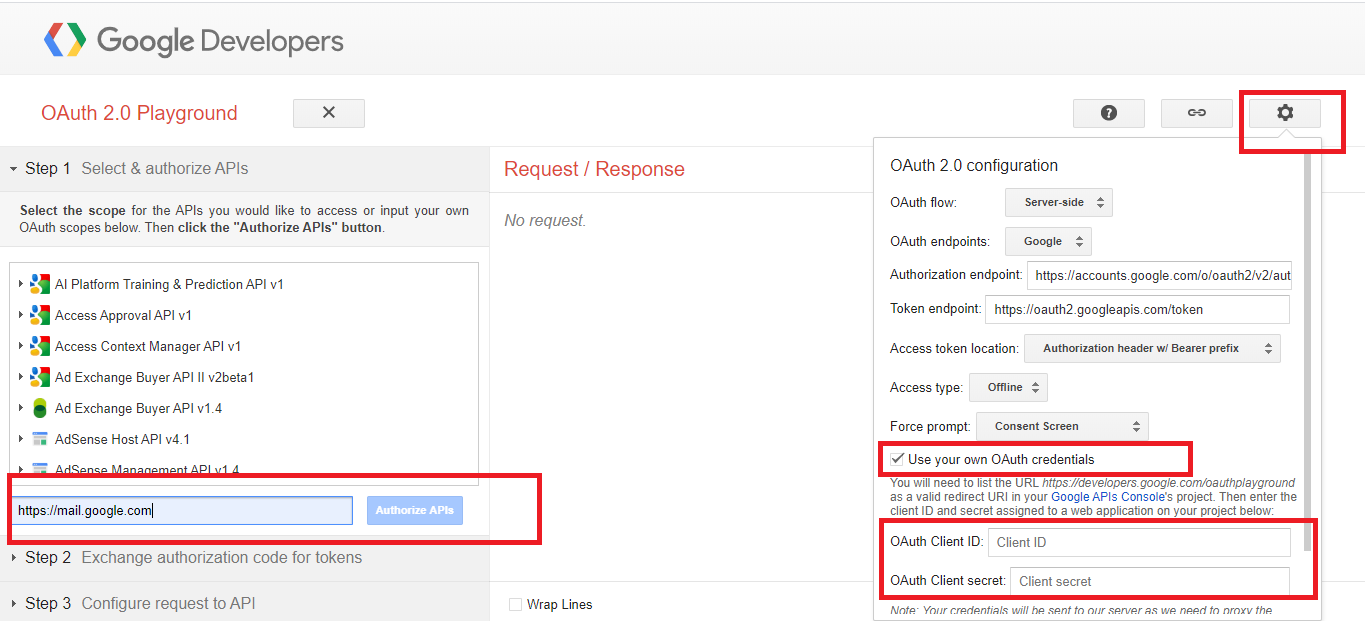 Google Developers
OAuth 2.0 Playground
Step 1 Select & authorize APIs
Select the scope for the APIs you would like to access or input your own
OAuth scopes below. Then click the "Authorize APIs" button.
AI Platform Training & Prediction API v1
Access Approval API v1
Access Context Manager API v1
Ad Exchange Buyer API II v2beta1
Ad Exchange Buyer API v1.4
AdSense Host API v4.1
AdSense Management API v1.4
https://mail.google.com
Authorize APIs
Step 2 Exchange authorization code for tokens
Step 3 Configure request to API
Request / Response
No request.
Wrap Lines
OAuth 2.0 configuration
OAuth flow: Server-side
OAuth endpoints: Google
Authorization endpoint: https://accounts.google.com/o/oauth2/v2/aut
Token endpoint: https://oauth2.googleapis.com/token
Access token location: Authorization header w/ Bearer prefix
Access type: Offline
Force prompt: Consent Screen
Use your own OAuth credentials
You will need to list the URL https://developers.google.com/oauthplayground
as a valid redirect URI in your Google APIs Console's project. Then enter the
client ID and secret assigned to a web application on your project below:
OAuth Client ID: Client ID
OAuth Client secret: Client secret
Note: Your credentials will be sent to our server as we need to proxy the